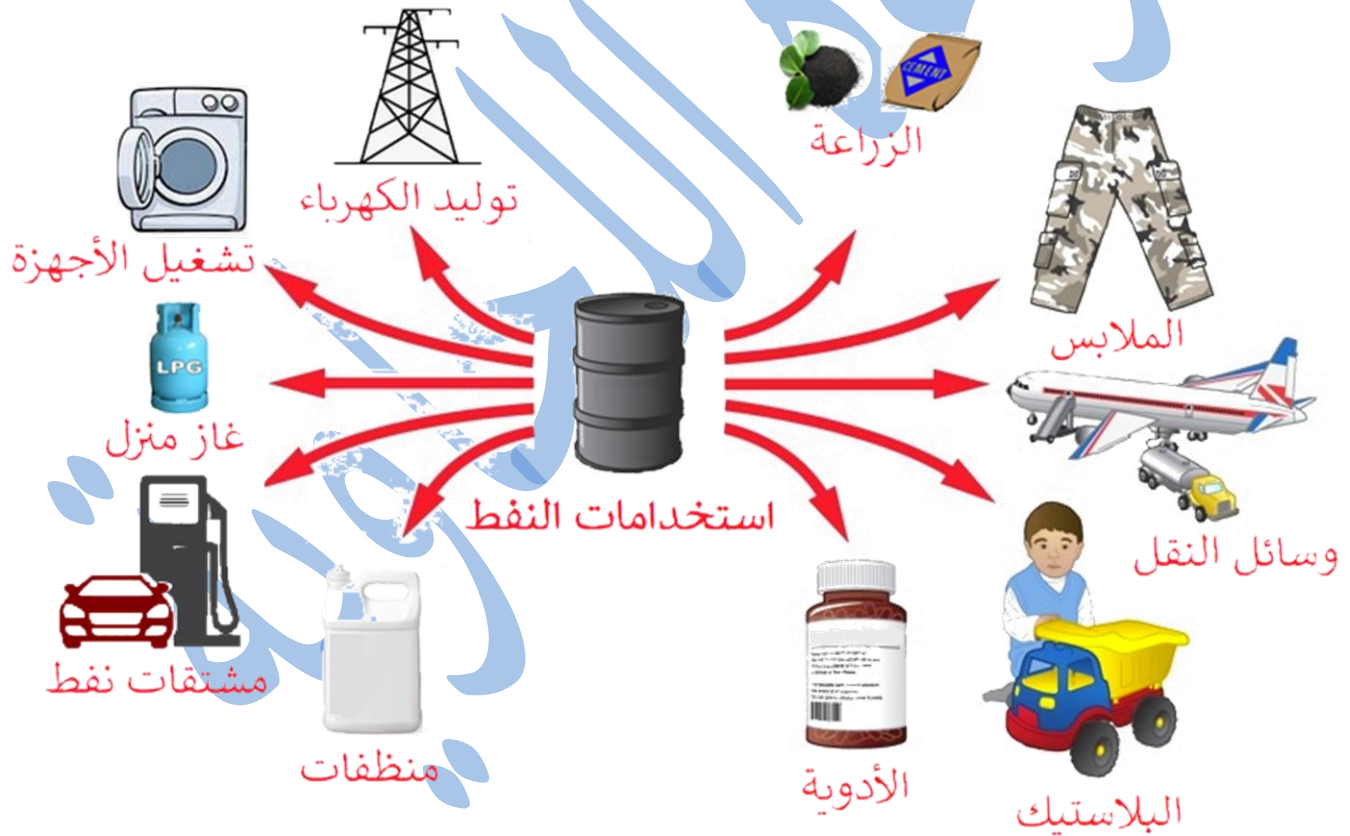 CEMENT
الزراعة
توليد الكهرباء
الملابس
تشغيل الأجهزة
LPG
غاز منزل
استخدامات النفط
وسائل النقل
مشتقات نفط
منظفات
الأدوية
البلاستيك